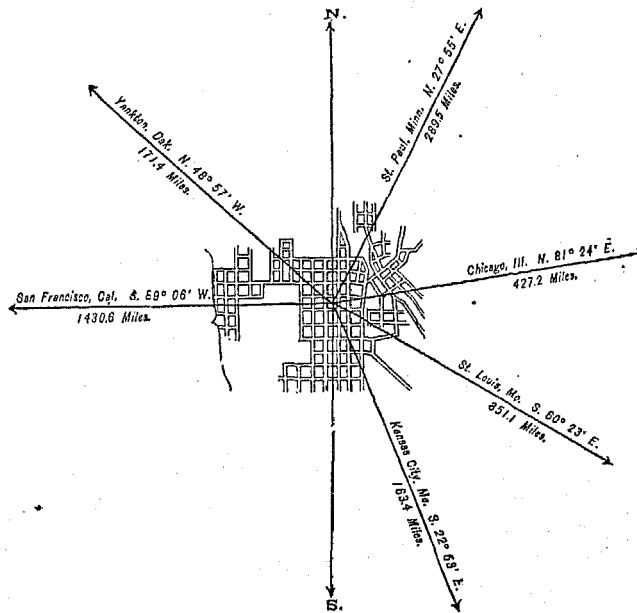 N.
St. Paul, Minn. N. 27° 55' E.
289.5 Miles.
Yankton, Dak. N. 48° 57' W.
171.4 Miles.
Chicago, Ill. N. 81° 24' E.
427.2 Miles.
San Francisco, Cal. S. 89° 06' W.
1430.6 Miles.
St. Louis, Mo. S. 60° 23' E.
351.1 Miles.
Kansas City, Mo. S. 22° 53' E.
163.4 Miles.
S.